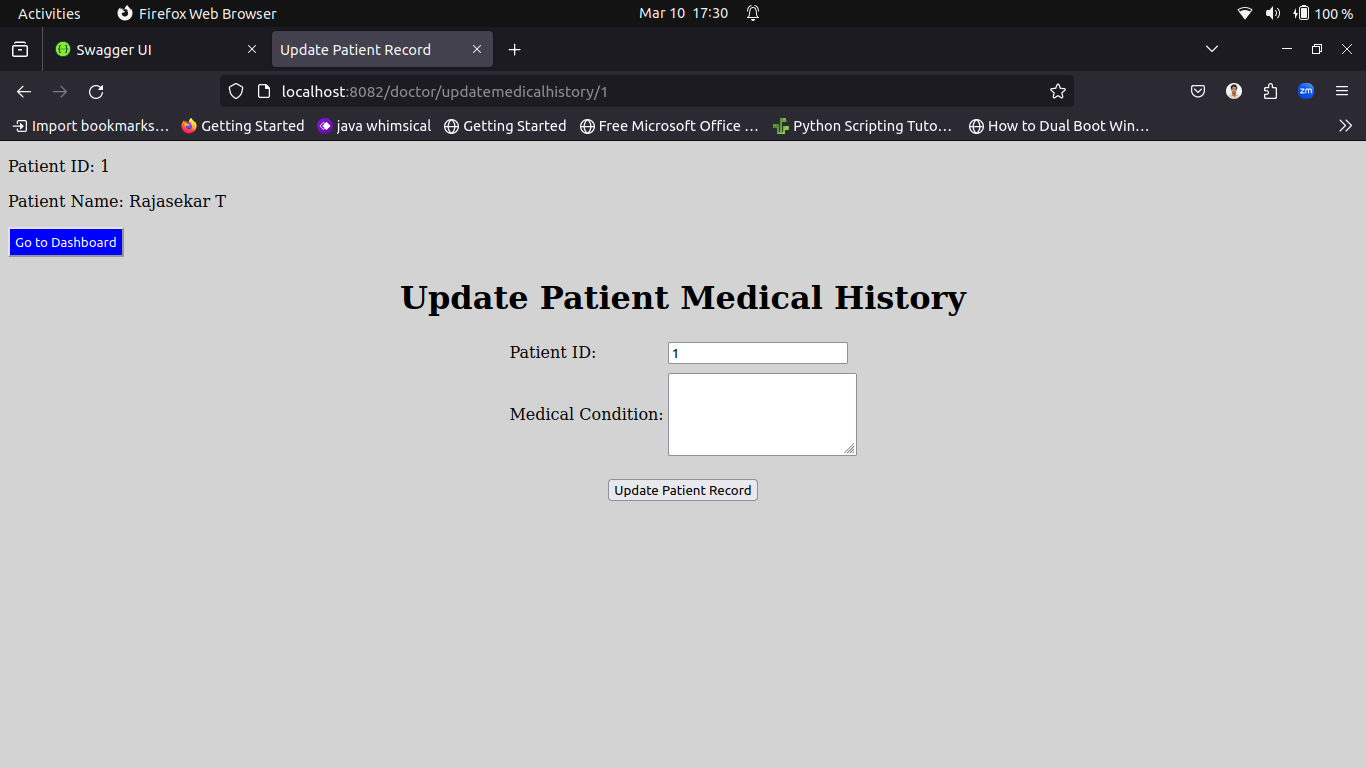 Activities Firefox Web Browser Mar 10 17:30 100 %
Swagger UI Update Patient Record
localhost:8082/doctor/updatemedicalhistory/1 zm
Import bookmarks… Getting Started java whimsical Getting Started Free Microsoft Office … Python Scripting Tuto… How to Dual Boot Win…
Patient ID: 1
Patient Name: Rajasekar T
Go to Dashboard
Update Patient Medical History
Patient ID: 1
Medical Condition:
Update Patient Record